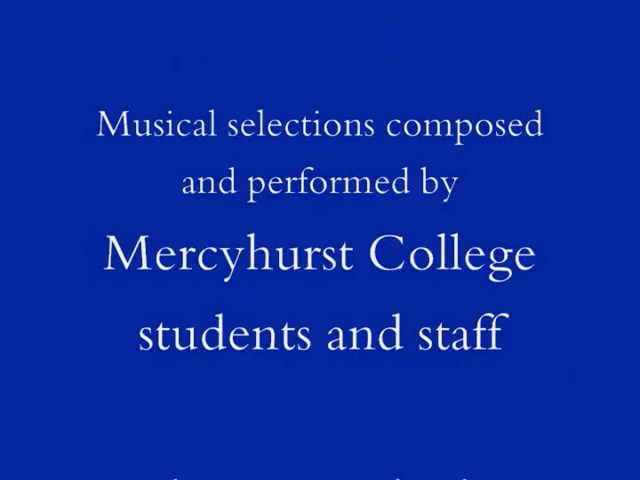 Musical selections composed
and performed by
Mercyhurst College
students and staff